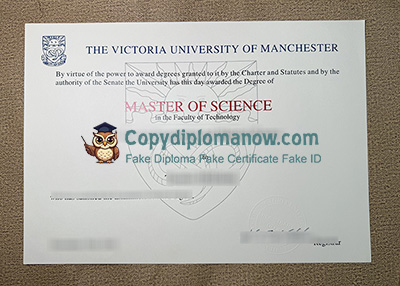 THE VICTORIA UNIVERSITY OF MANCHESTER
By virtue of the power to award degrees granted to it by the Charter and Statutes and by the
authority of the Senate the University has this day awarded the Degree of
MASTER OF SCIENCE
in the Faculty of Technology
Copydiplomanow.com
Fake Diploma Fake Certificate Fake ID
to
Registrar